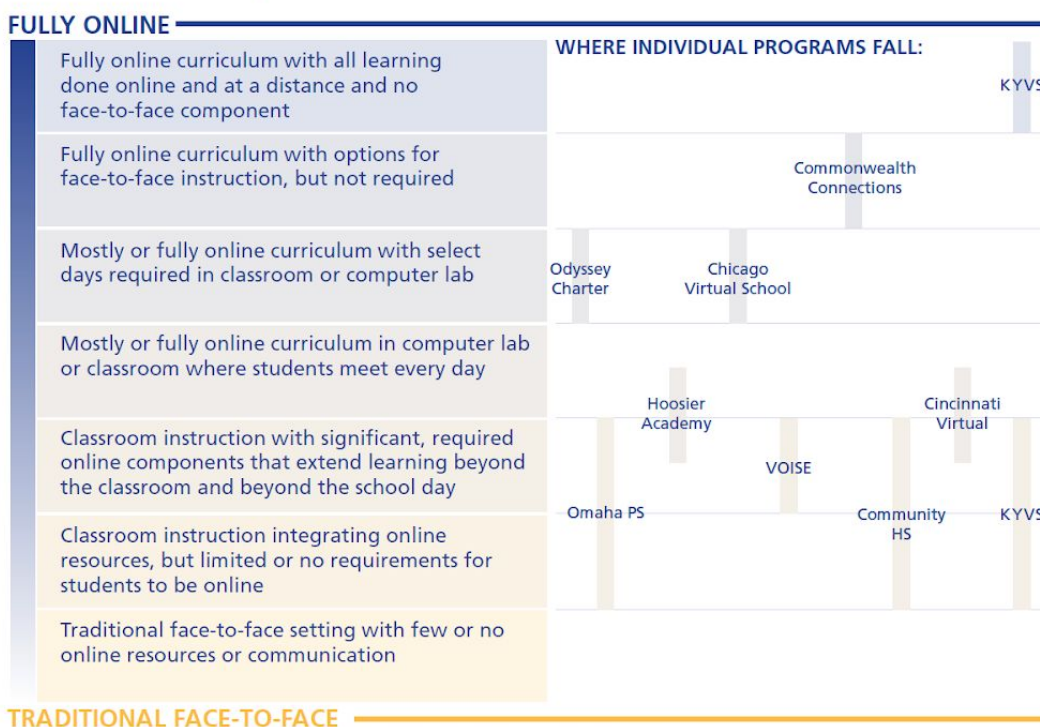 FULLY ONLINE
Fully online curriculum with all learning
done online and at a distance and no
face-to-face component
WHERE INDIVIDUAL PROGRAMS FALL:
KYVS
Fully online curriculum with options for
face-to-face instruction, but not required
Commonwealth
Connections
Mostly or fully online curriculum with select
days required in classroom or computer lab
Odyssey
Charter
Chicago
Virtual School
Mostly or fully online curriculum in computer lab
or classroom where students meet every day
Hoosier
Academy
Cincinnati
Virtual
Classroom instruction with significant, required
online components that extend learning beyond
the classroom and beyond the school day
VOISE
Omaha PS
Community
HS
KYVS
Classroom instruction integrating online
resources, but limited or no requirements for
students to be online
Traditional face-to-face setting with few or no
online resources or communication
TRADITIONAL FACE-TO-FACE